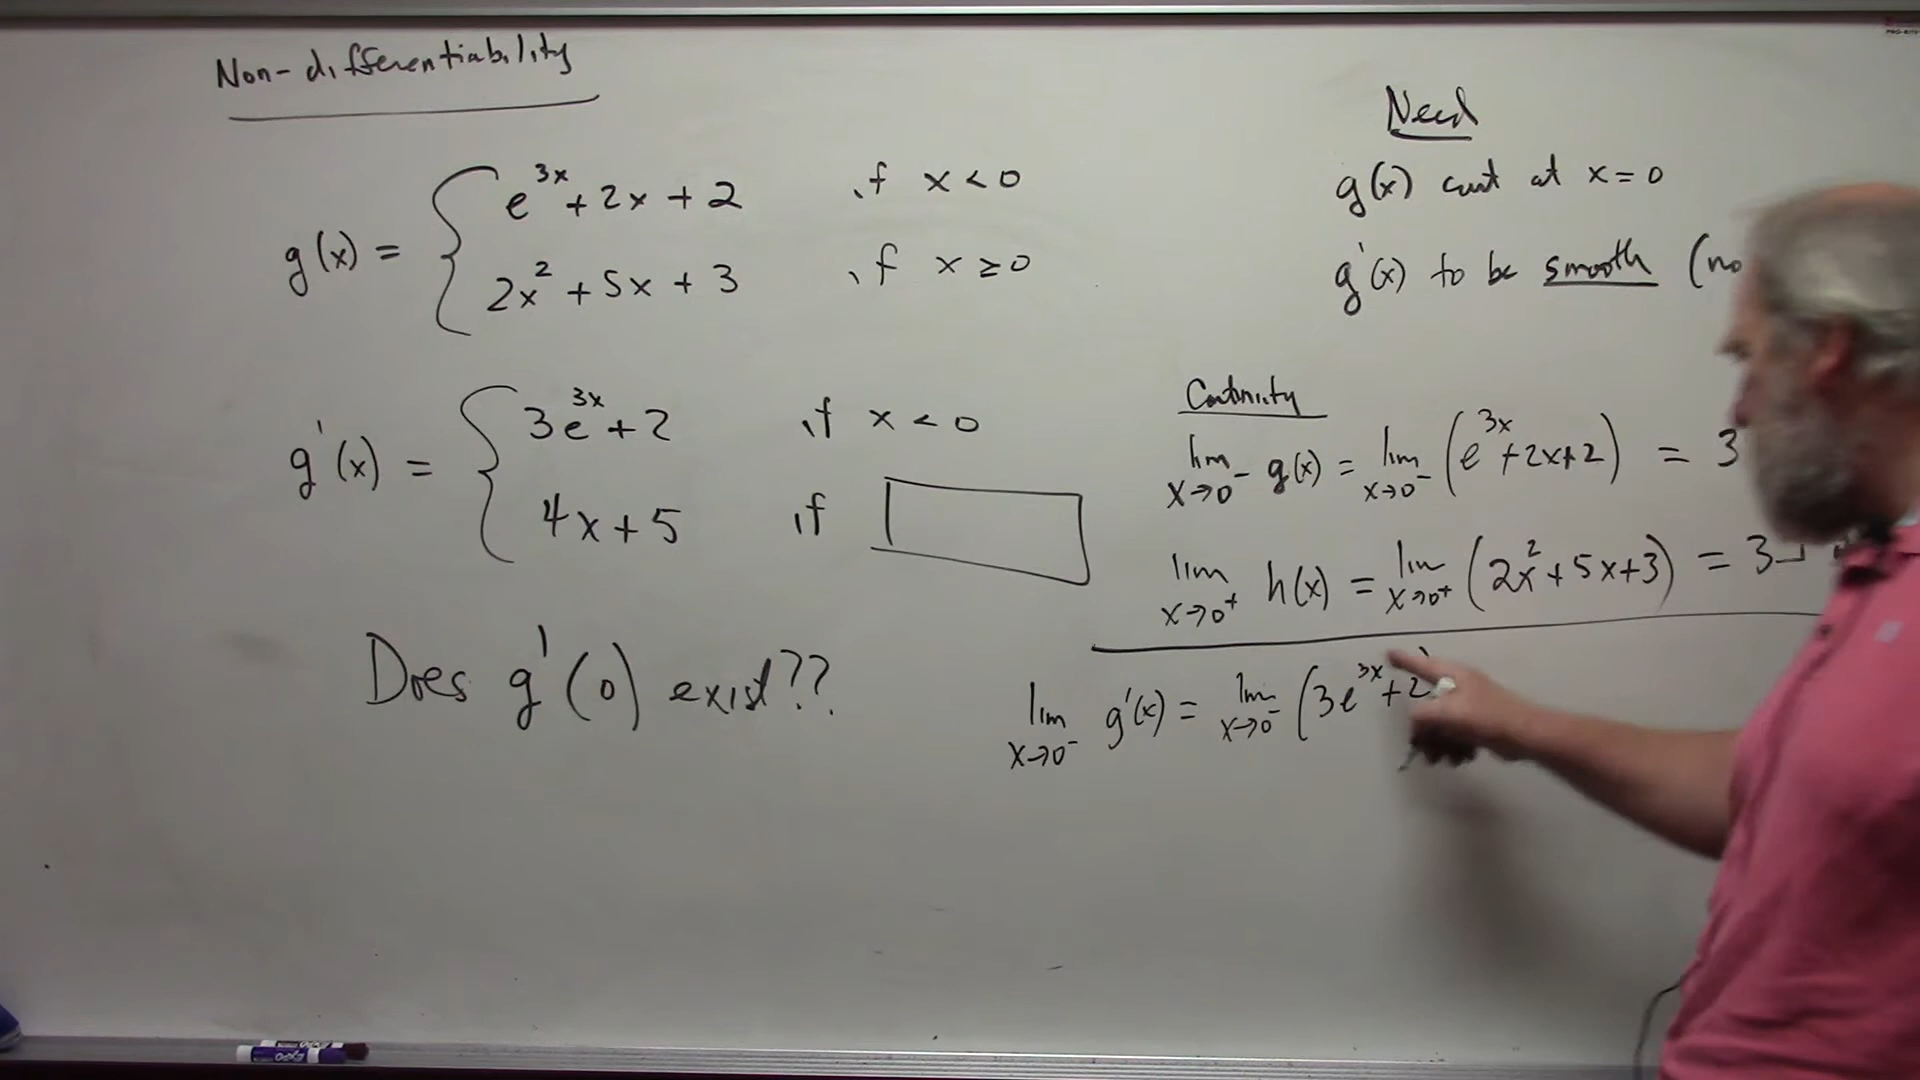 Non-differentiability
g(x) = { e^{3x} + 2x + 2 if x < 0
2x^2 + 5x + 3 if x ≥ 0
g'(x) = { 3e^{3x} + 2 if x < 0
4x + 5 if
Does g'(0) exist??
Need
g(x) cont at x = 0
g'(x) to be smooth (no
Continuity
lim x→0^- g(x) = lim x→0^- (e^{3x} + 2x + 2) = 3
lim x→0^+ h(x) = lim x→0^+ (2x^2 + 5x + 3) = 3
lim x→0^- g'(x) = lim x→0^- (3e^{3x} + 2)